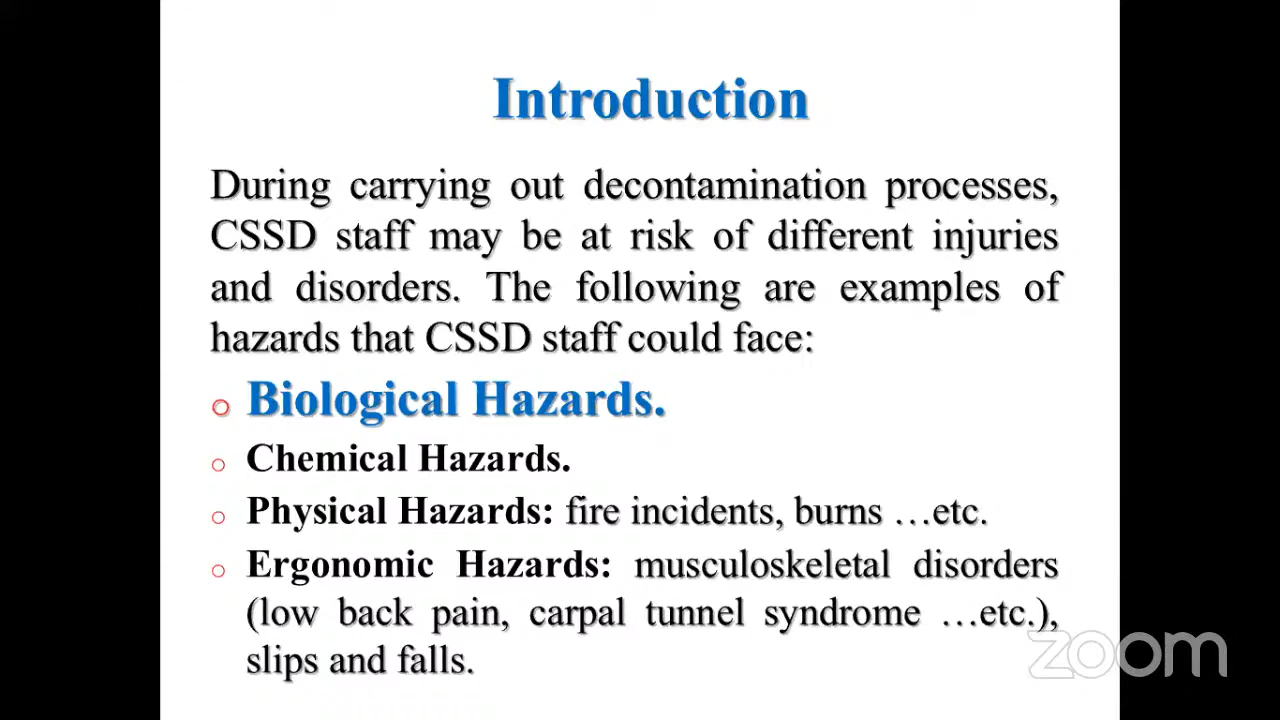 Introduction
During carrying out decontamination processes,
CSSD staff may be at risk of different injuries
and disorders. The following are examples of
hazards that CSSD staff could face:
o Biological Hazards.
o Chemical Hazards.
o Physical Hazards: fire incidents, burns …etc.
o Ergonomic Hazards: musculoskeletal disorders
(low back pain, carpal tunnel syndrome …etc.),
slips and falls.
zoom